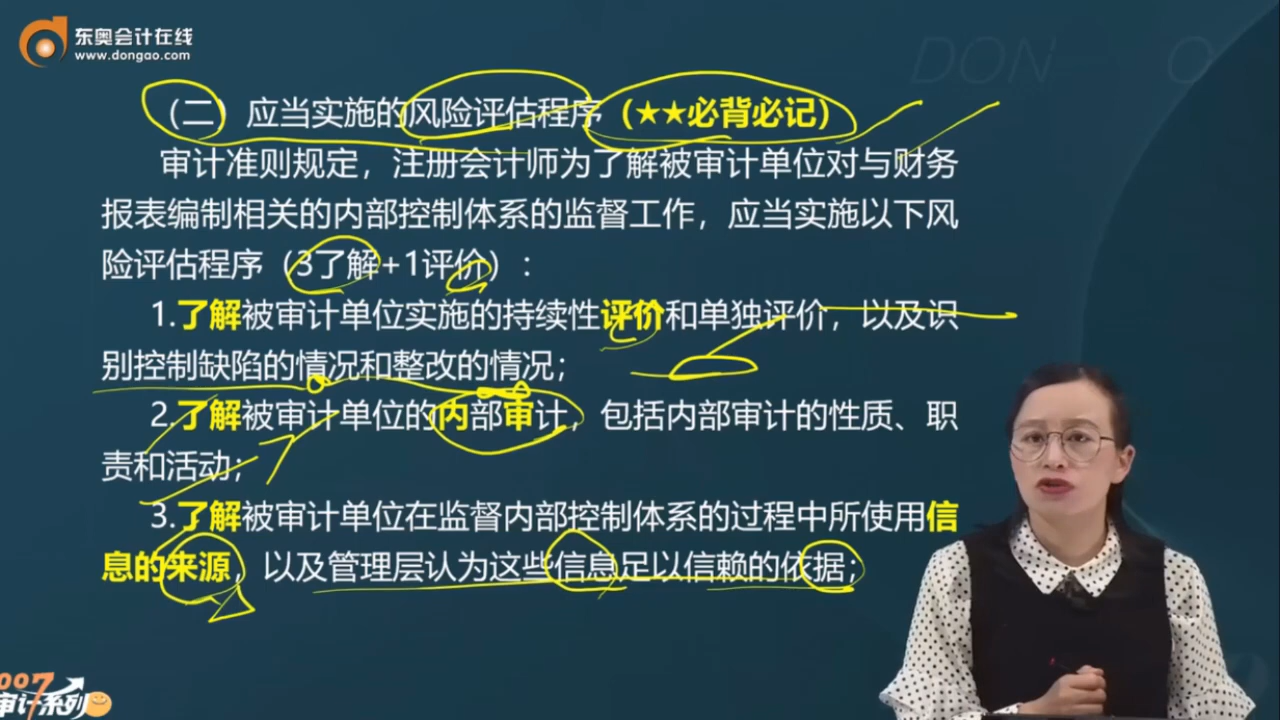 东奥会计在线
www.dongao.com
DON
（二）应当实施的风险评估程序（★★必背必记）
审计准则规定，注册会计师为了解被审计单位对与财务
报表编制相关的内部控制体系的监督工作，应当实施以下风
险评估程序（3了解+1评价）：
1.了解被审计单位实施的持续性评价和单独评价，以及识
别控制缺陷的情况和整改的情况；
2.了解被审计单位的内部审计，包括内部审计的性质、职
责和活动；
3.了解被审计单位在监督内部控制体系的过程中所使用信
息的来源，以及管理层认为这些信息足以信赖的依据；
007
审计系列